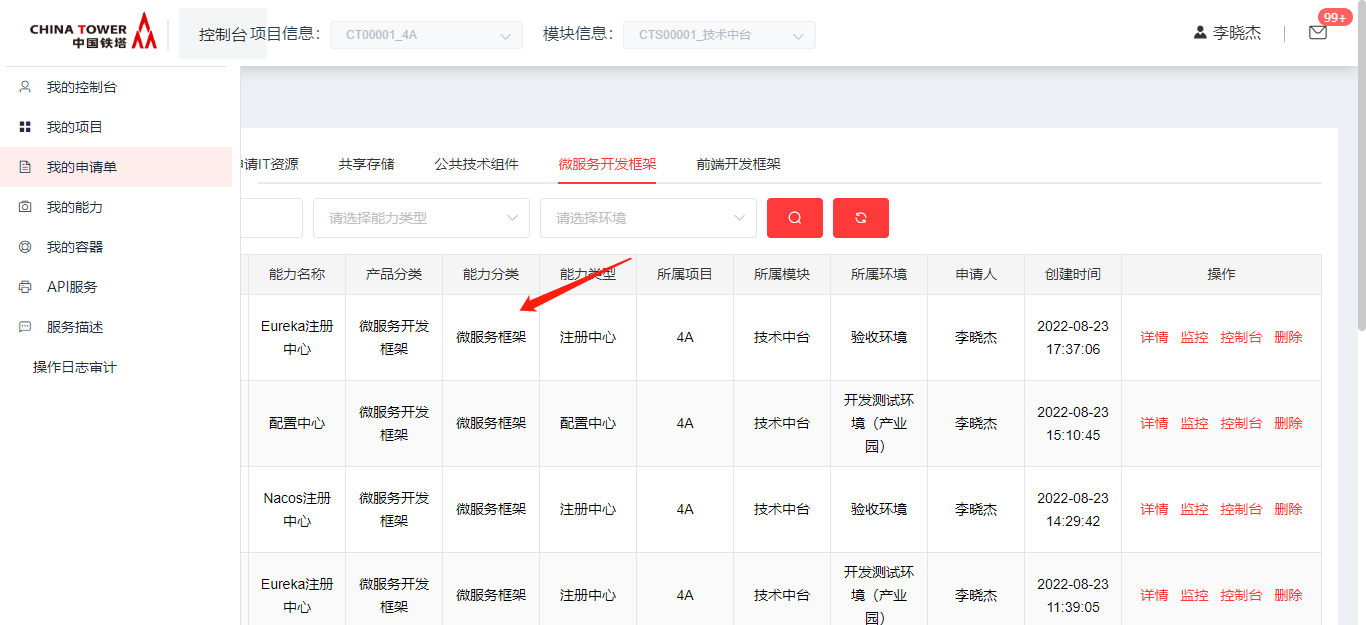 CHINA TOWER
中国铁塔
控制台
项目信息：
CT00001_4A
模块信息：
CTS00001_技术中台
李晓杰
99+
我的控制台
我的项目
我的申请单
我的能力
我的容器
API服务
服务描述
操作日志审计
请IT资源
共享存储
公共技术组件
微服务开发框架
前端开发框架
请选择能力类型
请选择环境
能力名称 产品分类 能力分类 能力类型 所属项目 所属模块 所属环境 申请人 创建时间 操作
Eureka注册中心 微服务开发框架 微服务框架 注册中心 4A 技术中台 验收环境 李晓杰 2022-08-23 17:37:06 详情 监控 控制台 删除
配置中心 微服务开发框架 微服务框架 配置中心 4A 技术中台 开发测试环境（产业园） 李晓杰 2022-08-23 15:10:45 详情 监控 控制台 删除
Nacos注册中心 微服务开发框架 微服务框架 注册中心 4A 技术中台 验收环境 李晓杰 2022-08-23 14:29:42 详情 监控 控制台 删除
Eureka注册中心 微服务开发框架 微服务框架 注册中心 4A 技术中台 开发测试环境（产业园） 李晓杰 2022-08-23 11:39:05 详情 监控 控制台 删除